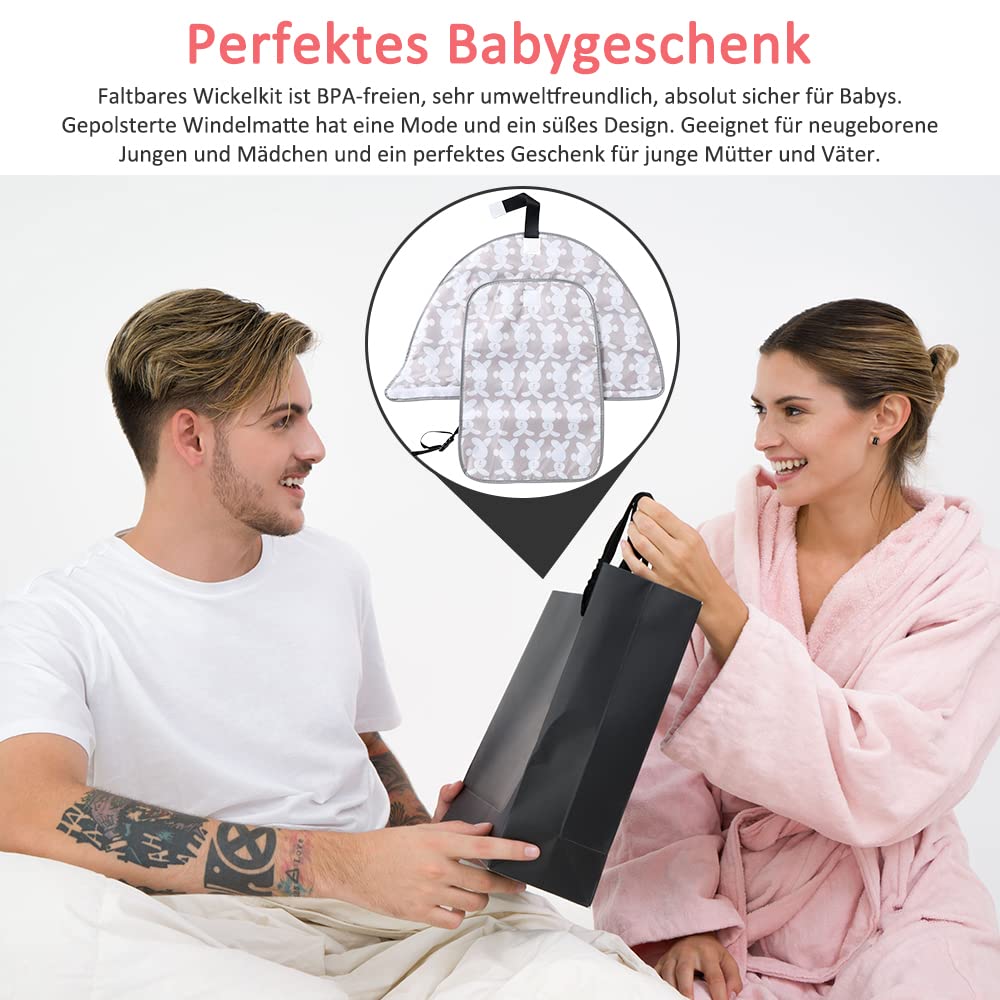 Perfektes Babygeschenk
Faltbares Wickelkit ist BPA-freien, sehr umweltfreundlich, absolut sicher für Babys.
Gepolsterte Windelmatte hat eine Mode und ein süßes Design. Geeignet für neugeborene
Jungen und Mädchen und ein perfektes Geschenk für junge Mütter und Väter.
LOVE